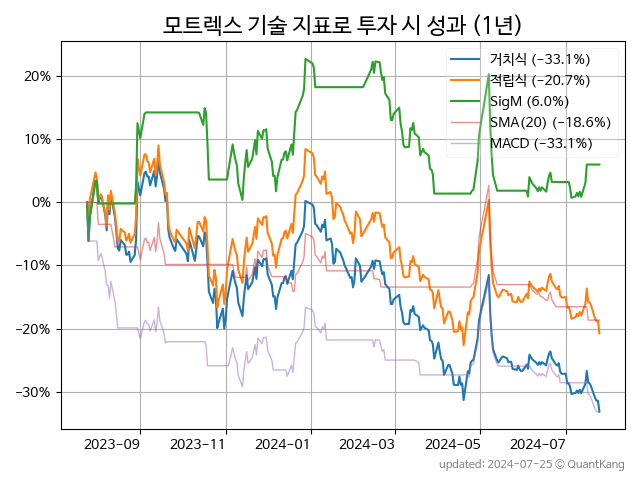 모트렉스 기술 지표로 투자 시 성과 (1년)
거치식 (−33.1%)
적립식 (−20.7%)
SigM (6.0%)
SMA(20) (−18.6%)
MACD (−33.1%)
20%
10%
0%
−10%
−20%
−30%
2023-09 2023-11 2024-01 2024-03 2024-05 2024-07
updated: 2024-07-25 © QuantKang